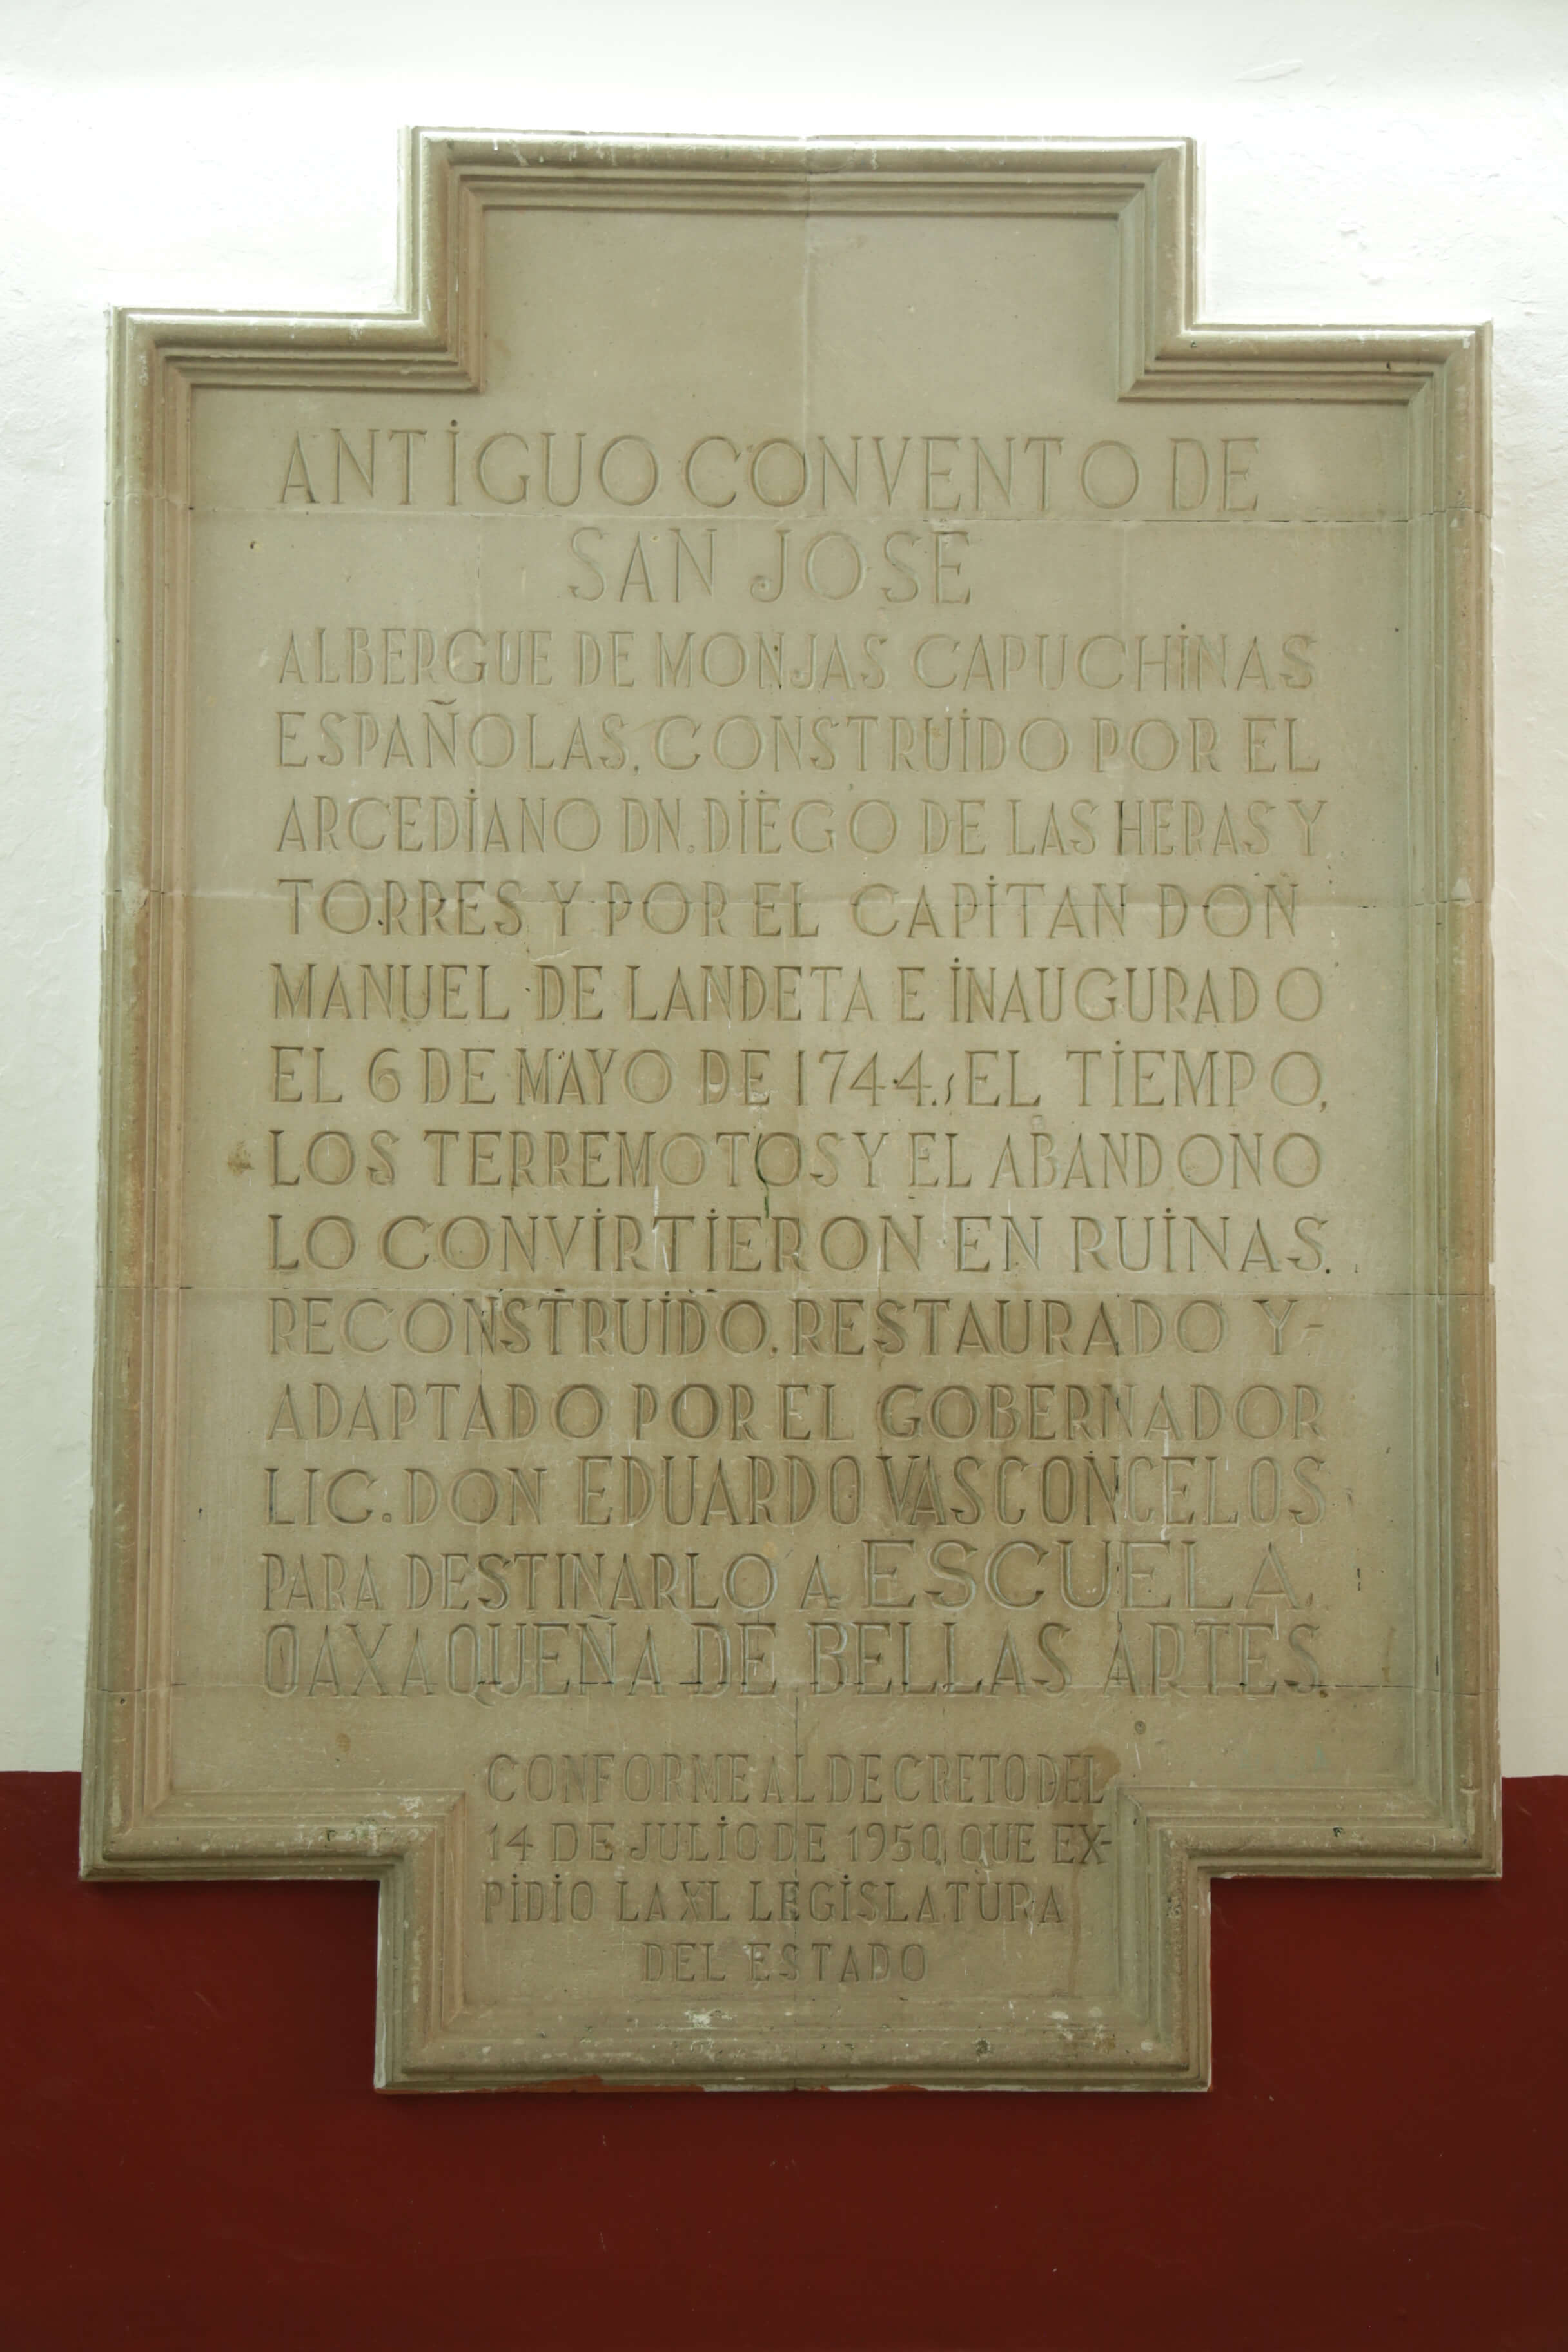 ANTIGUO CONVENTO DE
SAN JOSE
ALBERGUE DE MONJAS CAPUCHINAS
ESPAÑOLAS, CONSTRUIDO POR EL
ARCEDIANO DN. DIEGO DE LAS HERAS Y
TORRES Y POR EL CAPITAN DON
MANUEL DE LANDETA E INAUGURADO
EL 6 DE MAYO DE 1744., EL TIEMPO,
LOS TERREMOTOS Y EL ABANDONO
LO CONVIRTIERON EN RUINAS.
RECONSTRUIDO, RESTAURADO Y-
ADAPTADO POR EL GOBERNADOR
LIC. DON EDUARDO VASCONCELOS
PARA DESTINARLO A ESCUELA
OAXAQUEÑA DE BELLAS ARTES.
CONFORME AL DECRETO DEL
14 DE JULIO DE 1950, QUE EX-
PIDIO LA XL LEGISLATURA
DEL ESTADO